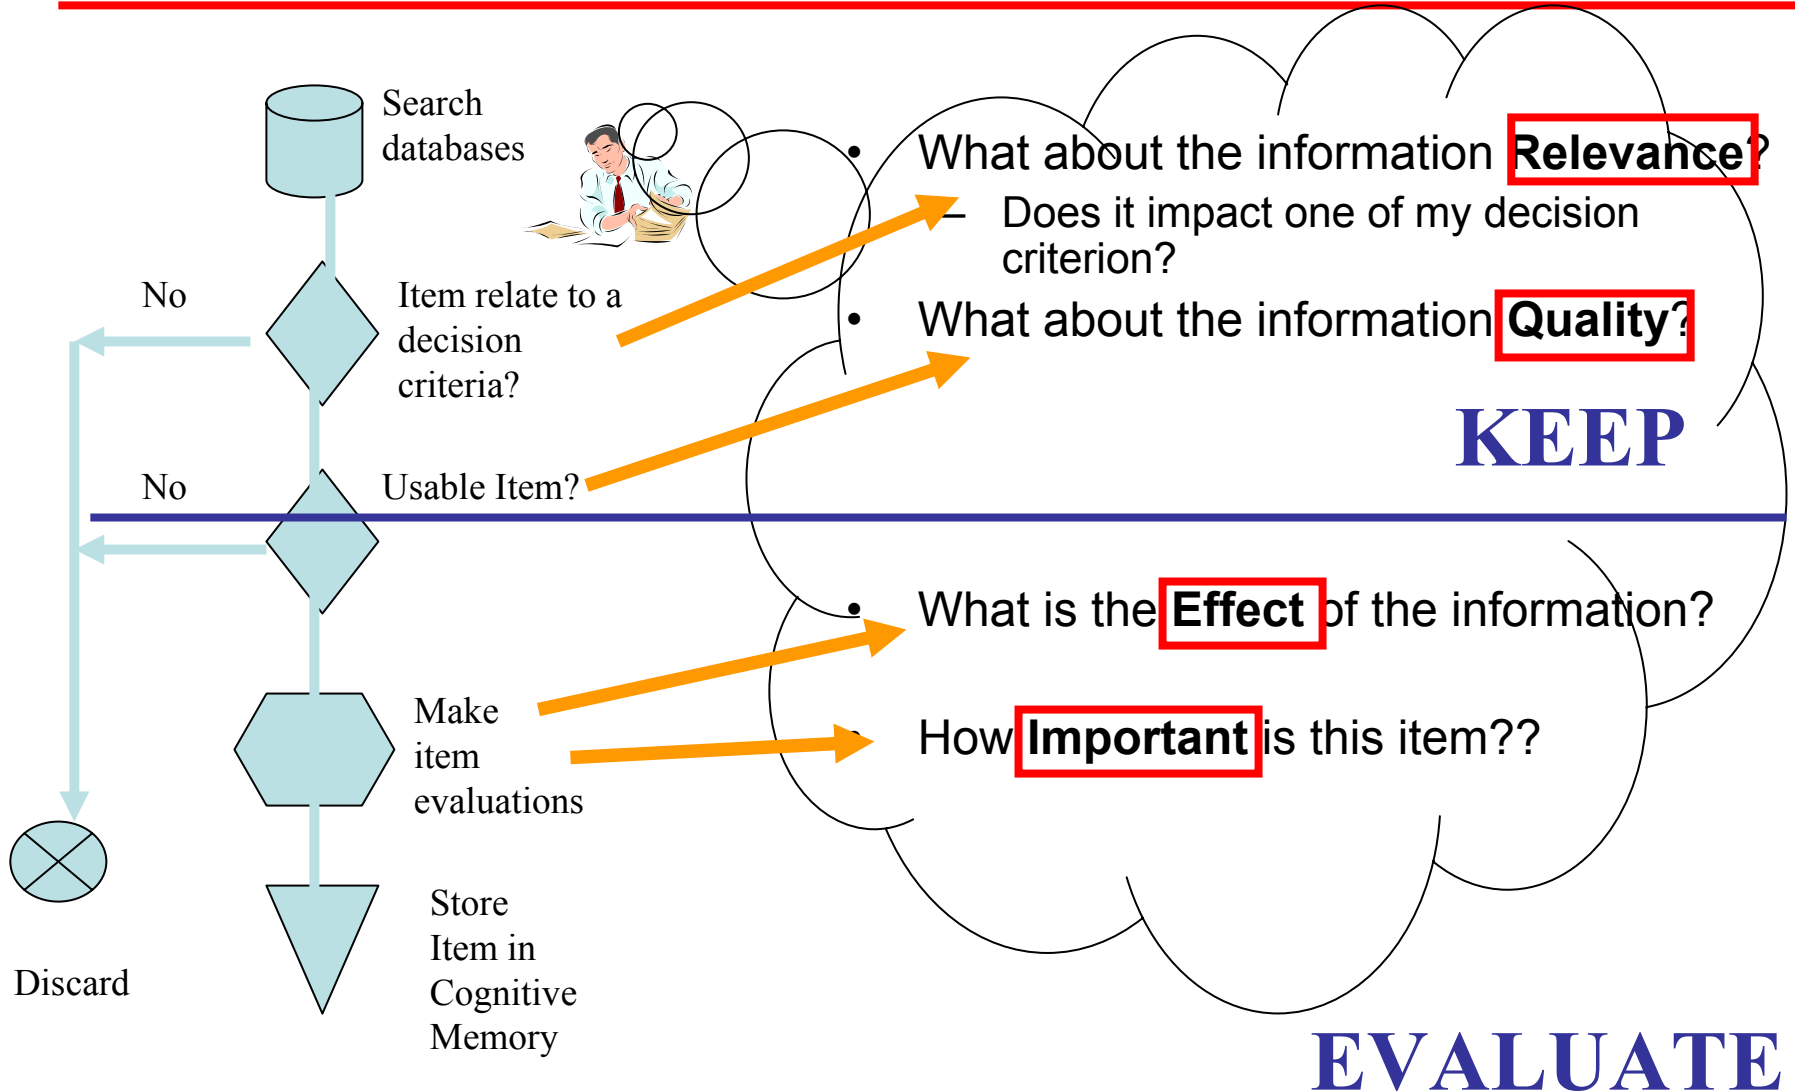 Search
databases
No
Item relate to a
decision
criteria?
No
Usable Item?
Make
item
evaluations
Store
Item in
Cognitive
Memory
Discard
• What about the information Relevance?
– Does it impact one of my decision
criterion?
• What about the information Quality?
KEEP
• What is the Effect of the information?
• How Important is this item??
EVALUATE